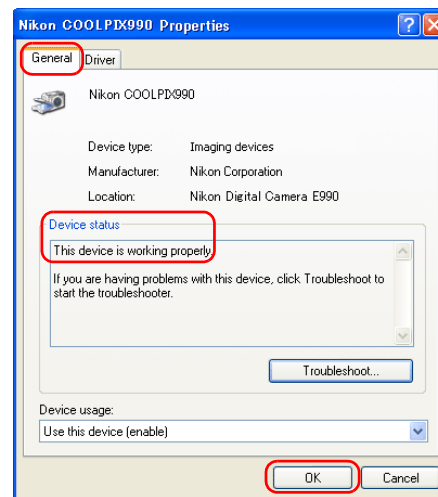 Nikon COOLPIX990 Properties
General Driver
Nikon COOLPIX990
Device type: Imaging devices
Manufacturer: Nikon Corporation
Location: Nikon Digital Camera E990
Device status
This device is working properly.
If you are having problems with this device, click Troubleshoot to
start the troubleshooter.
Troubleshoot...
Device usage:
Use this device (enable)
OK Cancel